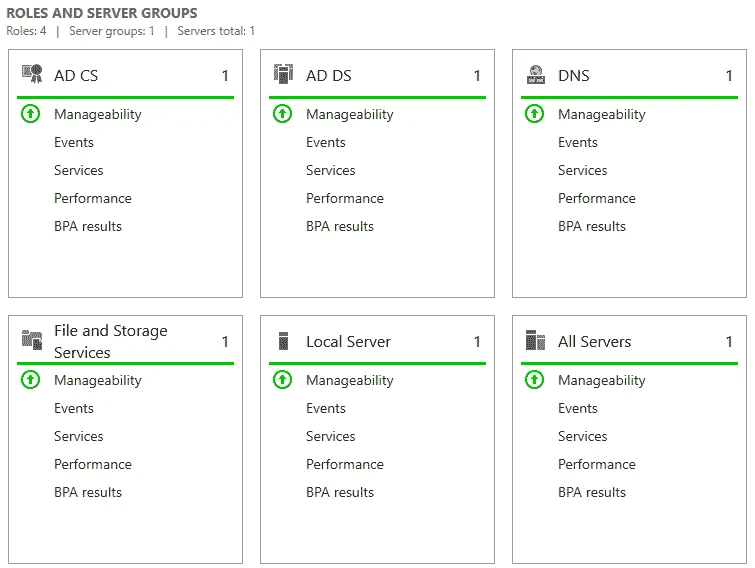 ROLES AND SERVER GROUPS
Roles: 4 | Server groups: 1 | Servers total: 1
AD CS 1
Manageability
Events
Services
Performance
BPA results
AD DS 1
Manageability
Events
Services
Performance
BPA results
DNS 1
Manageability
Events
Services
Performance
BPA results
File and Storage
Services 1
Manageability
Events
Services
Performance
BPA results
Local Server 1
Manageability
Events
Services
Performance
BPA results
All Servers 1
Manageability
Events
Services
Performance
BPA results